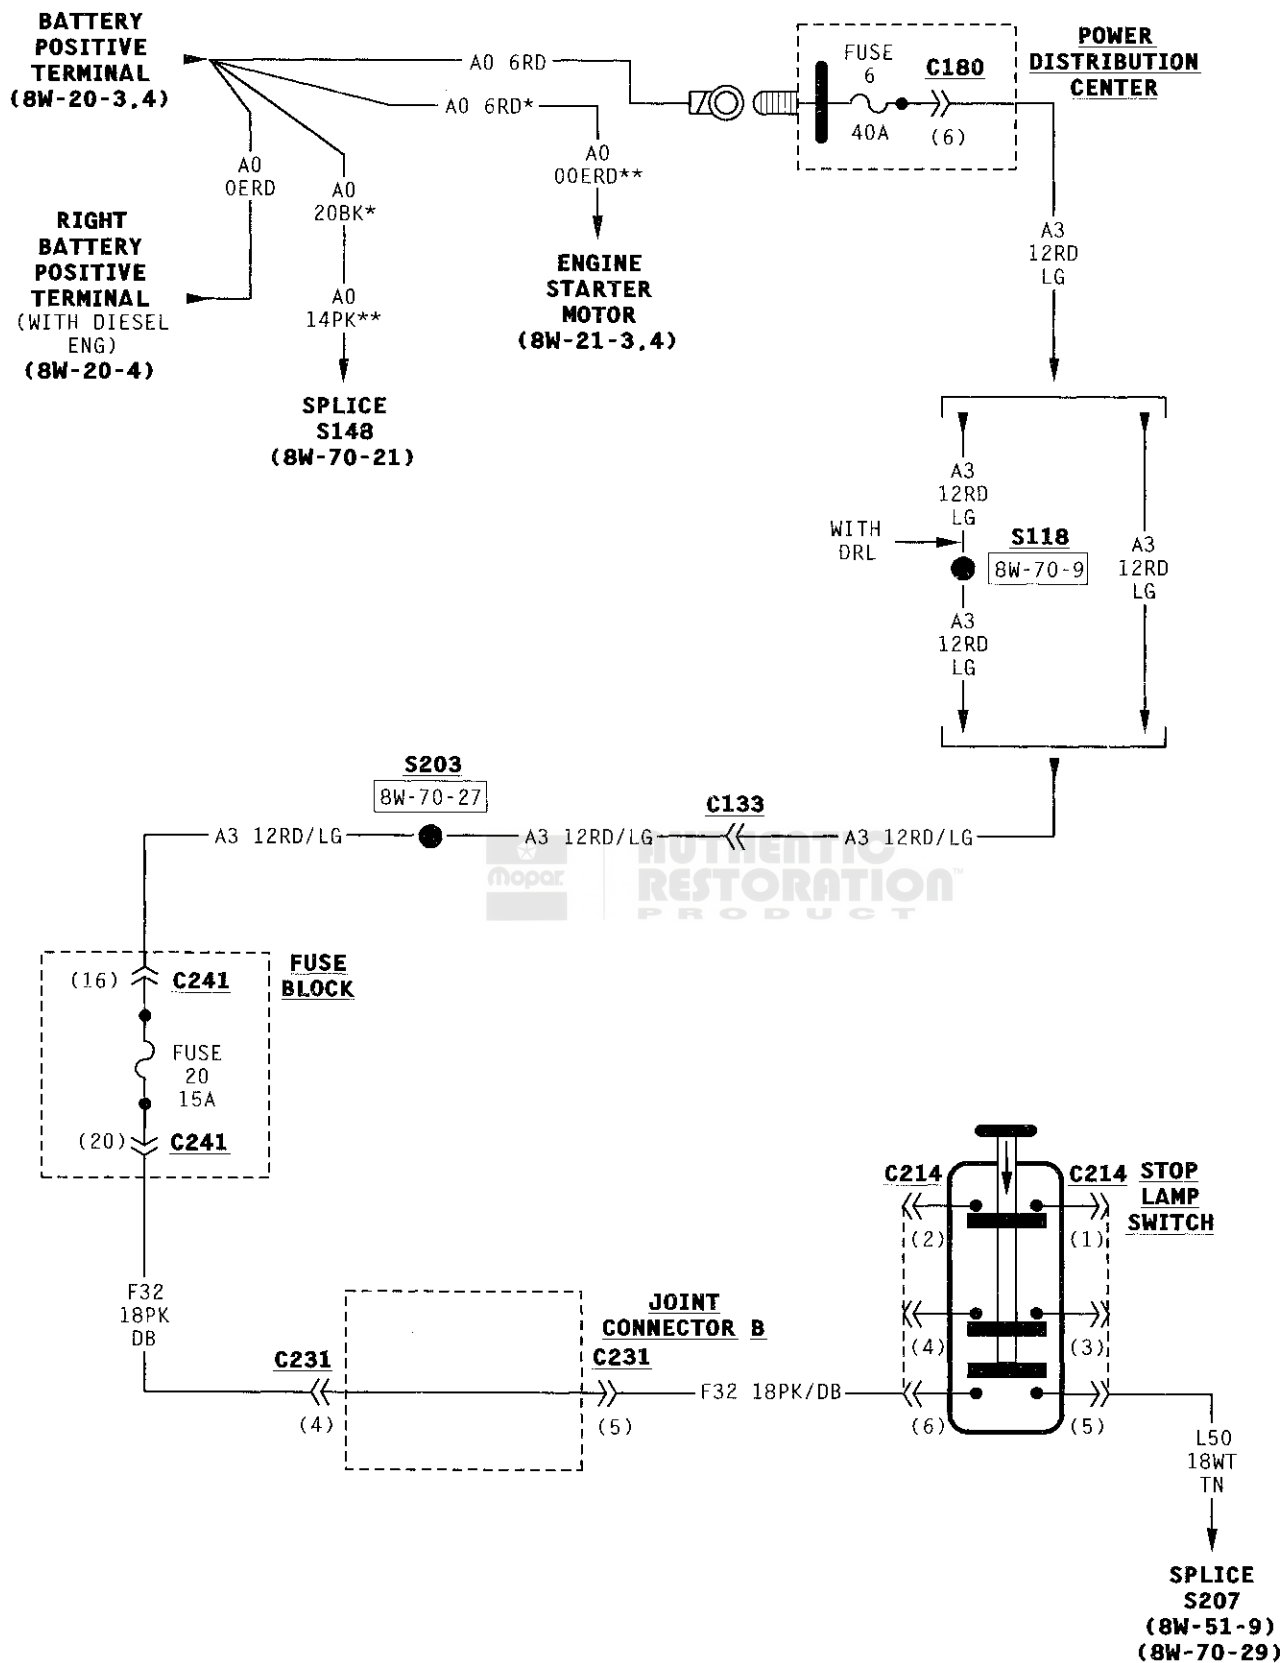 BATTERY
POSITIVE
TERMINAL
(8W-20-3,4)
A0 6RD
A0 6RD*
A0
00ERD**
ENGINE
STARTER
MOTOR
(8W-21-3,4)
A0
0ERD
A0
20BK*
A0
14PK**
SPLICE
S148
(8W-70-21)
RIGHT
BATTERY
POSITIVE
TERMINAL
(WITH DIESEL
ENG)
(8W-20-4)
FUSE
6
40A
C180
(6)
POWER
DISTRIBUTION
CENTER
A3
12RD
LG
A3
12RD
LG
WITH
DRL
S118
8W-70-9
A3
12RD
LG
A3
12RD
LG
S203
8W-70-27
C133
A3 12RD/LG
A3 12RD/LG
A3 12RD/LG
Mopar
AUTHENTIC
RESTORATION™
PRODUCT
FUSE
BLOCK
(16)
C241
FUSE
20
15A
(20)
C241
F32
18PK
DB
C231
(4)
JOINT
CONNECTOR B
C231
(5)
F32 18PK/DB
C214
C214
STOP
LAMP
SWITCH
(2)
(1)
(4)
(3)
(6)
(5)
L50
18WT
TN
SPLICE
S207
(8W-51-9)
(8W-70-29)